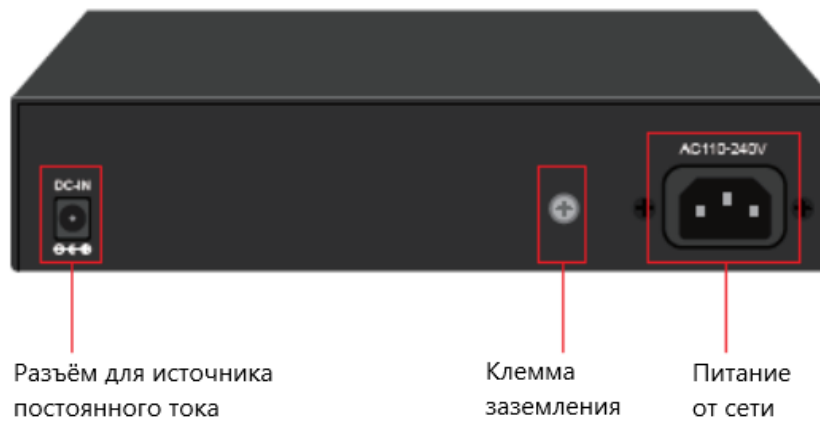 AC110-240V
DC-IN
Разъём для источника
постоянного тока
Клемма
заземления
Питание
от сети